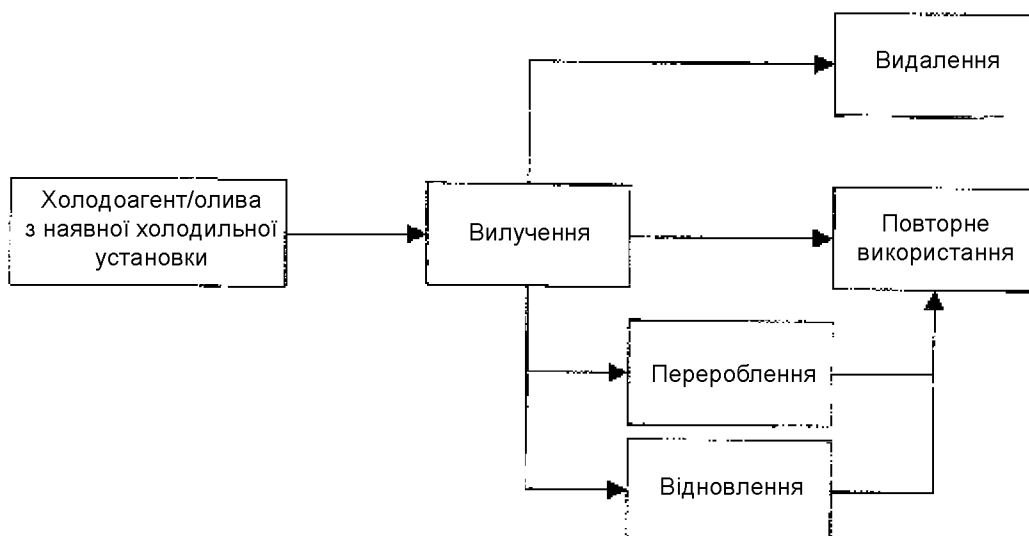 Видалення
Холодоагент/олива
з наявної холодильної
установки
Вилучення
Повторне
використання
Перероблення
Відновлення